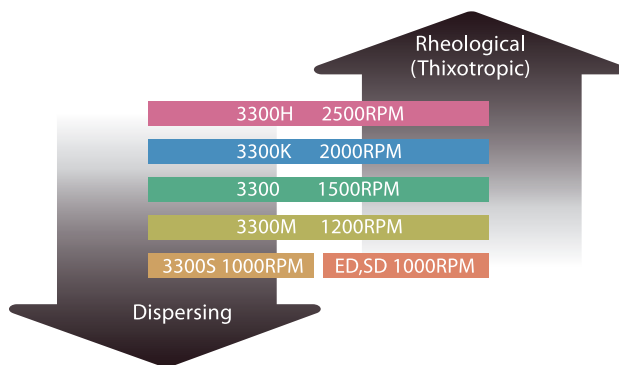 Rheological
(Thixotropic)
3300H 2500RPM
3300K 2000RPM
3300 1500RPM
3300M 1200RPM
3300S 1000RPM ED,SD 1000RPM
Dispersing